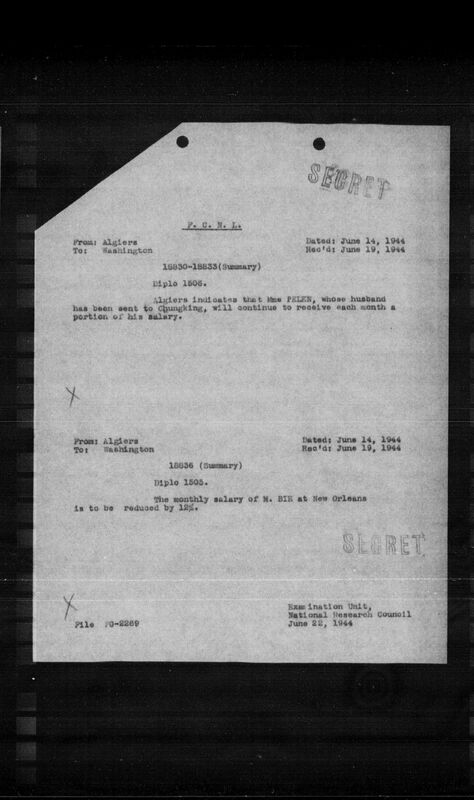 SECRET
F. C. N. L.
From: Algiers Dated: June 14, 1944
To: Washington Rec'd: June 19, 1944
18830-18833(Summary)
Diplo 1506.
Algiers indicates that Mme PELEN, whose husband
has been sent to Chungking, will continue to receive each month a
portion of his salary.
X
From: Algiers Dated: June 14, 1944
To: Washington Rec'd: June 19, 1944
18836 (Summary)
Diplo 1505.
The monthly salary of M. BIR at New Orleans
is to be reduced by 12%.
SECRET
X
Examination Unit,
National Research Council
File FG-2269 June 22, 1944